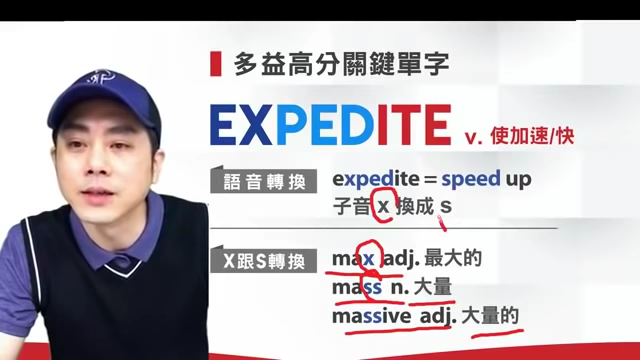 多益高分關鍵單字
EXPEDITE v. 使加速/快
語音轉換 expedite = speed up
子音 x 換成 s
X跟S轉換 max adj. 最大的
mass n. 大量
massive adj. 大量的